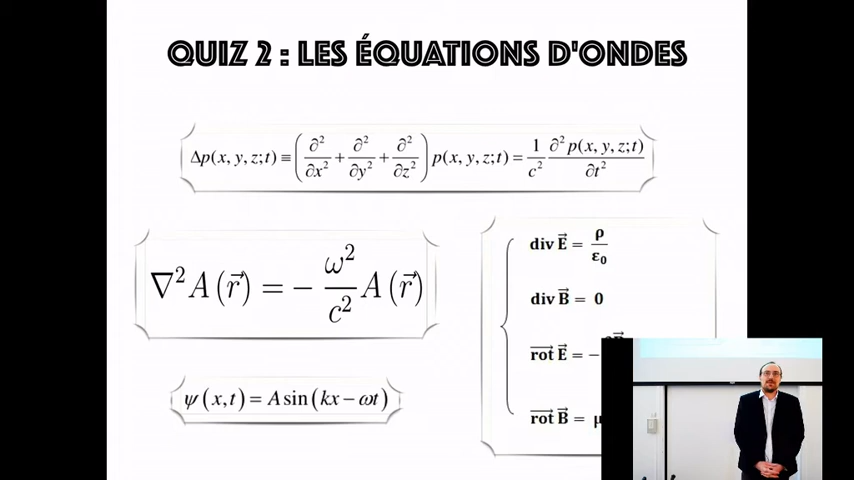 QUIZ 2 : LES ÉQUATIONS D'ONDES
Δp(x, y, z;t) ≡ (∂²/∂x² + ∂²/∂y² + ∂²/∂z²) p(x, y, z;t) = 1/c² ∂²p(x, y, z;t)/∂t²
∇²A(r⃗) = − ω²/c² A(r⃗)
ψ(x,t) = A sin(kx − ωt)
div E⃗ = ρ/ε₀
div B⃗ = 0
rot⃗ E⃗ = −
rot⃗ B⃗ = μ